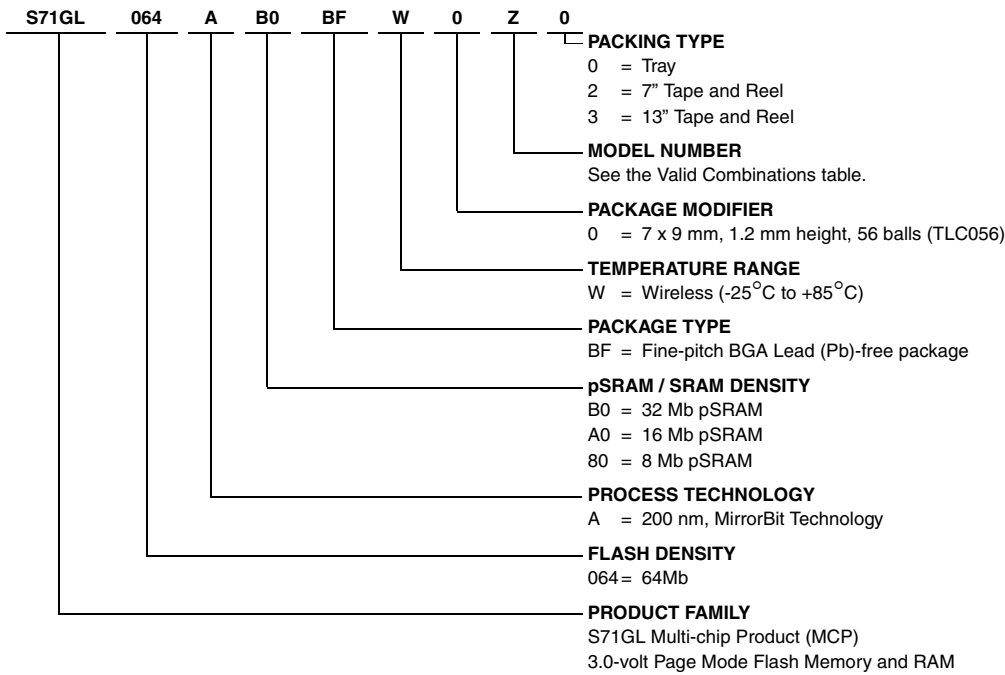 S71GL 064 A B0 BF W 0 Z 0
PACKING TYPE
0 = Tray
2 = 7” Tape and Reel
3 = 13” Tape and Reel
MODEL NUMBER
See the Valid Combinations table.
PACKAGE MODIFIER
0 = 7 x 9 mm, 1.2 mm height, 56 balls (TLC056)
TEMPERATURE RANGE
W = Wireless (-25°C to +85°C)
PACKAGE TYPE
BF = Fine-pitch BGA Lead (Pb)-free package
pSRAM / SRAM DENSITY
B0 = 32 Mb pSRAM
A0 = 16 Mb pSRAM
80 = 8 Mb pSRAM
PROCESS TECHNOLOGY
A = 200 nm, MirrorBit Technology
FLASH DENSITY
064= 64Mb
PRODUCT FAMILY
S71GL Multi-chip Product (MCP)
3.0-volt Page Mode Flash Memory and RAM